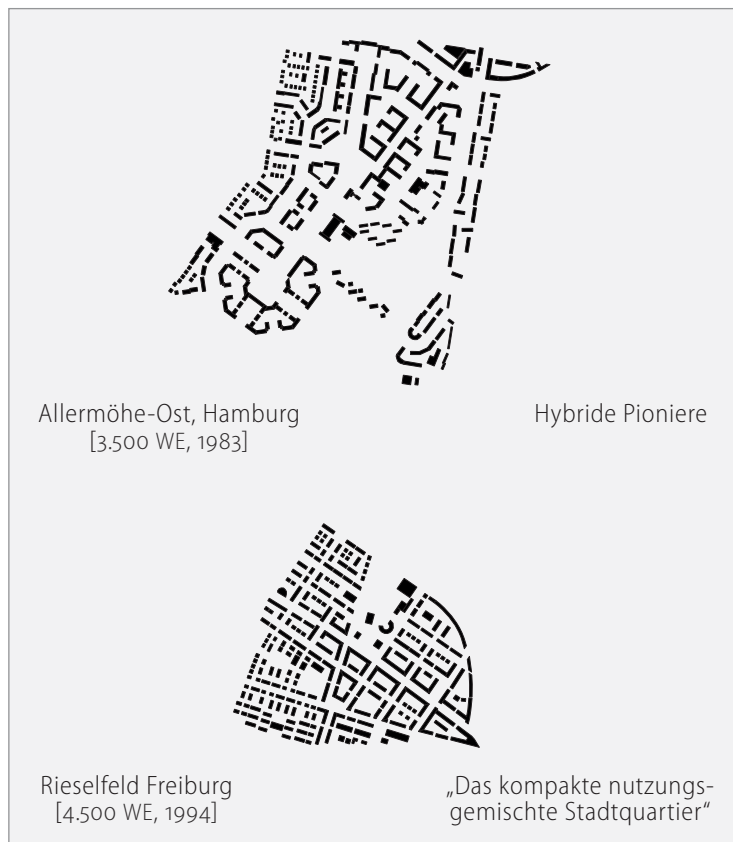 Allermöhe-Ost, Hamburg
[3.500 WE, 1983]
Hybride Pioniere
Rieselfeld Freiburg
[4.500 WE, 1994]
„Das kompakte nutzungs-
gemischte Stadtquartier“